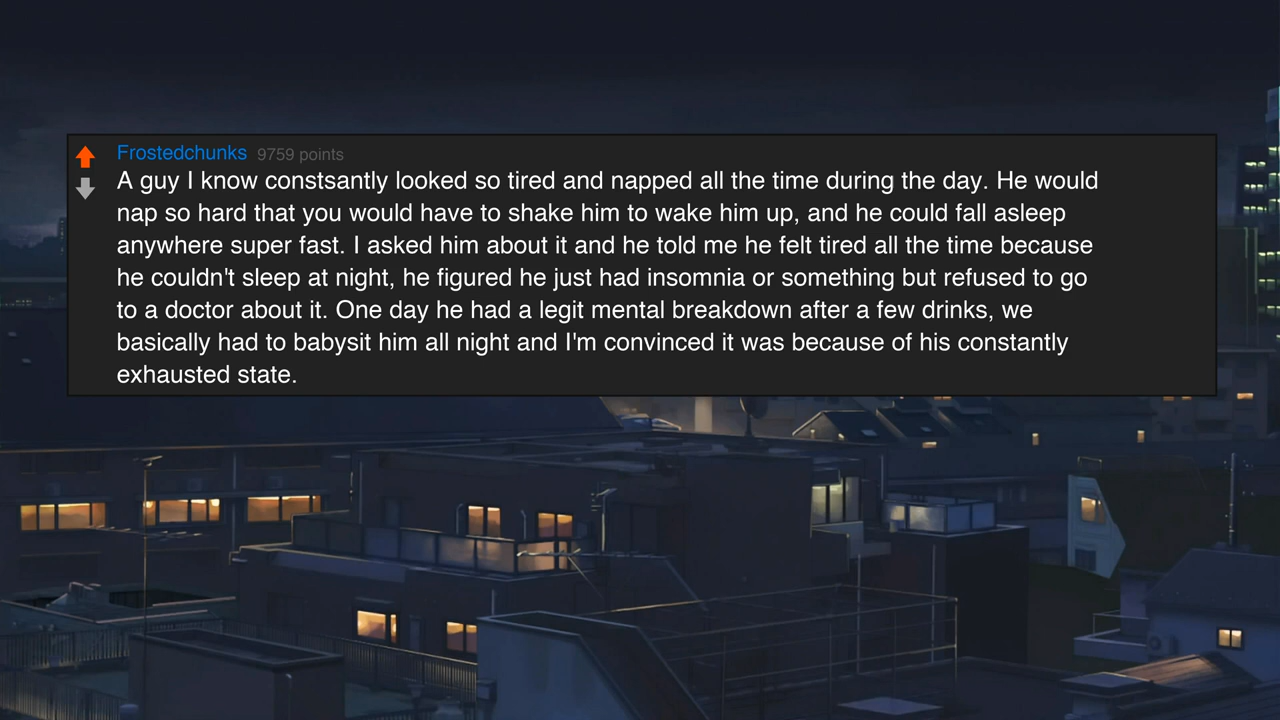 Frostedchunks 9759 points
A guy I know constsantly looked so tired and napped all the time during the day. He would
nap so hard that you would have to shake him to wake him up, and he could fall asleep
anywhere super fast. I asked him about it and he told me he felt tired all the time because
he couldn't sleep at night, he figured he just had insomnia or something but refused to go
to a doctor about it. One day he had a legit mental breakdown after a few drinks, we
basically had to babysit him all night and I'm convinced it was because of his constantly
exhausted state.